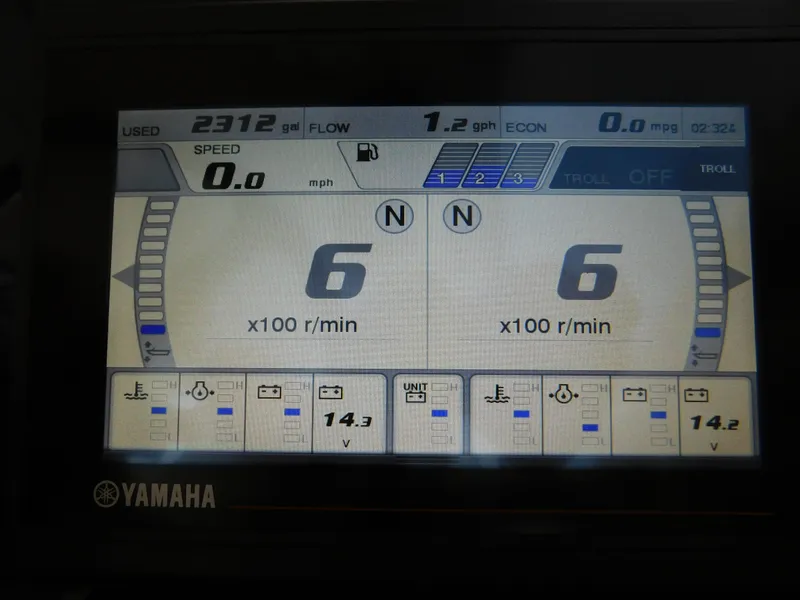 USED 2312 gal FLOW 1.2 gph ECON 0.0 mpg 02:32A
SPEED
0.0 mph
1 2 3
TROLL OFF TROLL
N N
6 6
x100 r/min x100 r/min
H H H UNIT H H H H
14.3 14.2
L L L V L L L L V
YAMAHA